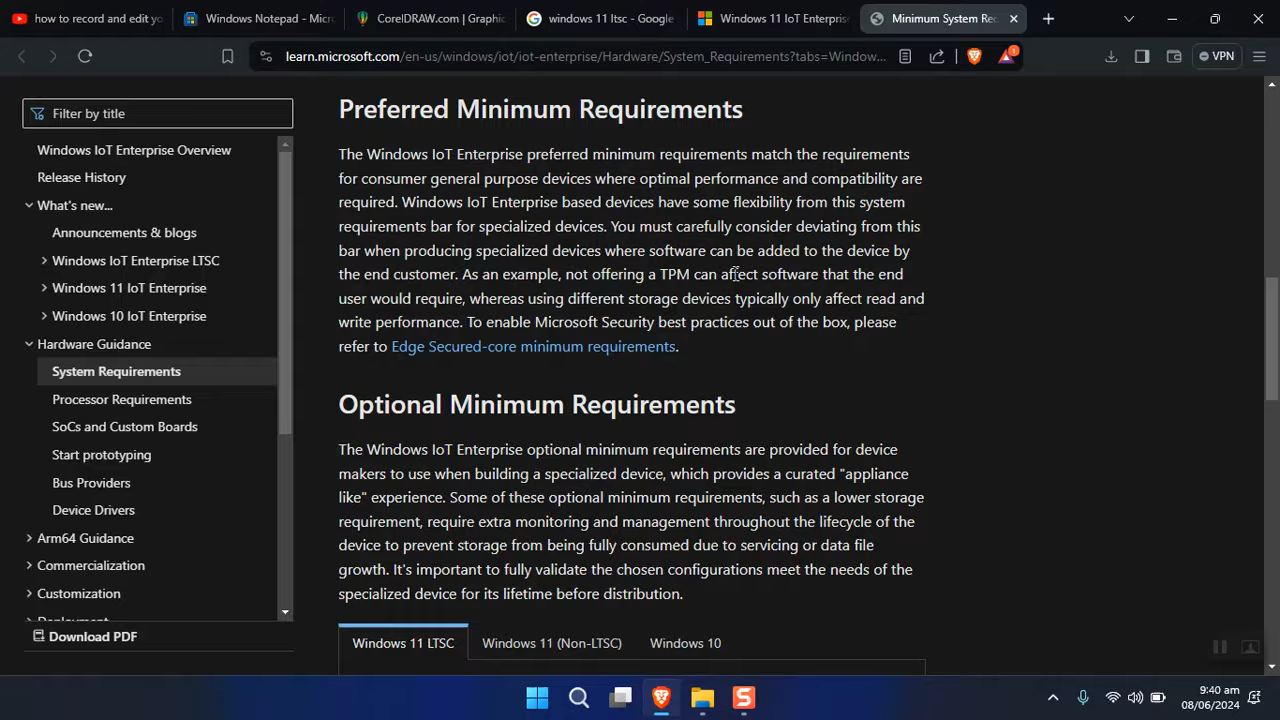 how to record and edit yo
Windows Notepad - Micro
CorelDRAW.com | Graphic
windows 11 ltsc - Google
Windows 11 IoT Enterpris
Minimum System Req
learn.microsoft.com/en-us/windows/iot/iot-enterprise/Hardware/System_Requirements?tabs=Window...
1
VPN
Filter by title
Windows IoT Enterprise Overview
Release History
What's new...
Announcements & blogs
Windows IoT Enterprise LTSC
Windows 11 IoT Enterprise
Windows 10 IoT Enterprise
Hardware Guidance
System Requirements
Processor Requirements
SoCs and Custom Boards
Start prototyping
Bus Providers
Device Drivers
Arm64 Guidance
Commercialization
Customization
Download PDF
Preferred Minimum Requirements
The Windows IoT Enterprise preferred minimum requirements match the requirements
for consumer general purpose devices where optimal performance and compatibility are
required. Windows IoT Enterprise based devices have some flexibility from this system
requirements bar for specialized devices. You must carefully consider deviating from this
bar when producing specialized devices where software can be added to the device by
the end customer. As an example, not offering a TPM can affect software that the end
user would require, whereas using different storage devices typically only affect read and
write performance. To enable Microsoft Security best practices out of the box, please
refer to Edge Secured-core minimum requirements.
Optional Minimum Requirements
The Windows IoT Enterprise optional minimum requirements are provided for device
makers to use when building a specialized device, which provides a curated "appliance
like" experience. Some of these optional minimum requirements, such as a lower storage
requirement, require extra monitoring and management throughout the lifecycle of the
device to prevent storage from being fully consumed due to servicing or data file
growth. It's important to fully validate the chosen configurations meet the needs of the
specialized device for its lifetime before distribution.
Windows 11 LTSC
Windows 11 (Non-LTSC)
Windows 10
9:40 am
08/06/2024